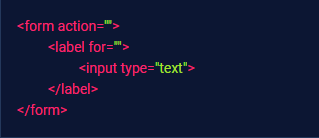 <form action="">
<label for="">
<input type="text">
</label>
</form>